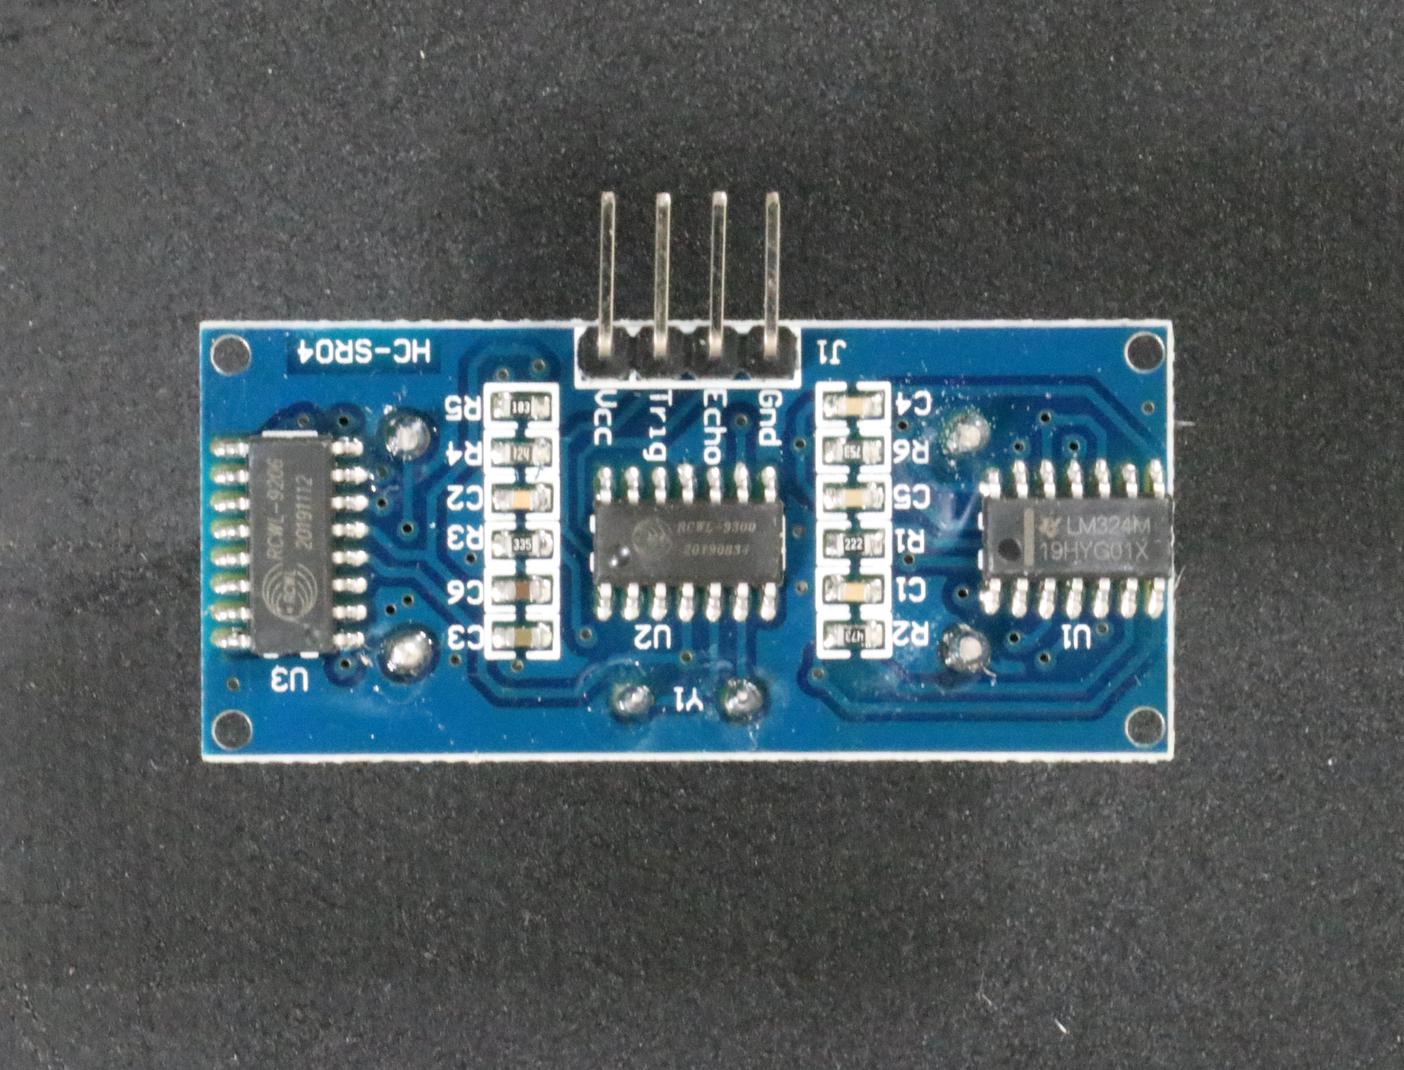 HC-SR04
J1
Vcc
Trig
Echo
Gnd
R5
R4
C2
R3
C6
C3
103
124
335
C4
R6
C5
R1
C1
R2
222
473
RCWL-9206
20191112
U3
RCWL-9300
U2
LM324M
19HYG01X
U1
Y1